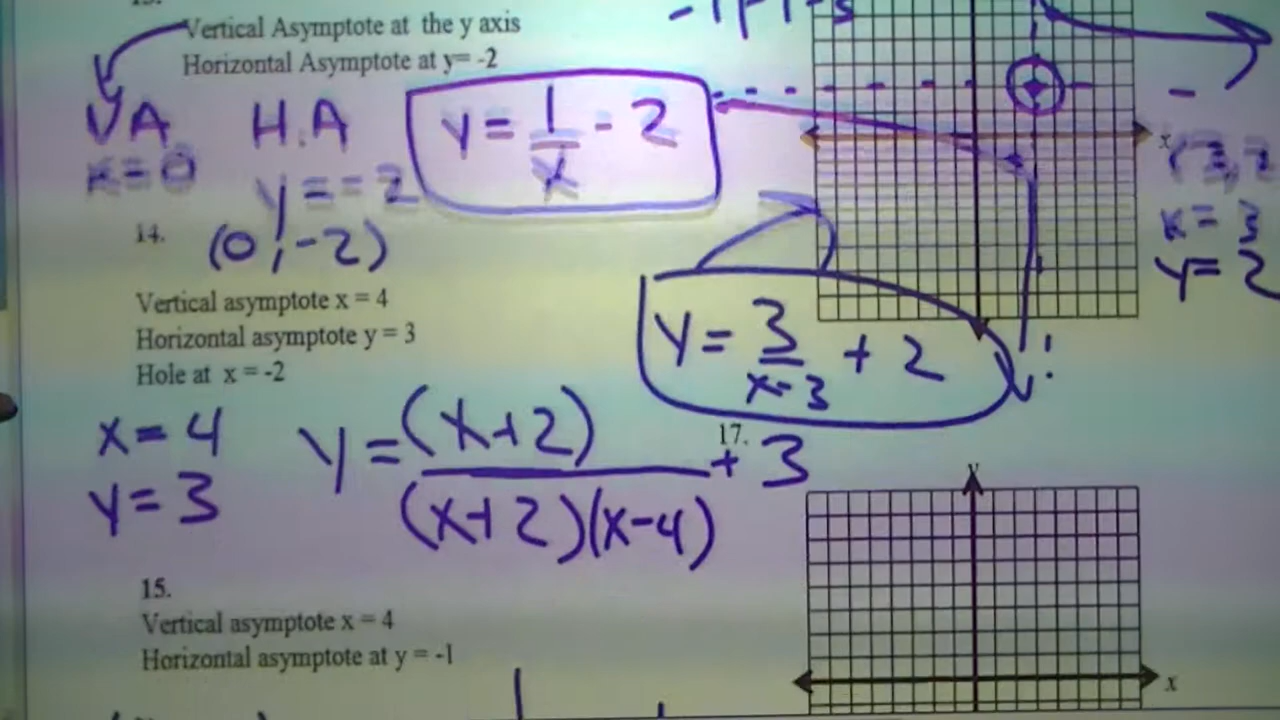 Vertical Asymptote at the y axis
Horizontal Asymptote at y= -2
VA H.A
x=0 y= -2
y = 1/x - 2
14.
(0, -2)
Vertical asymptote x = 4
Horizontal asymptote y = 3
Hole at x = -2
x = 4
y = 3
y = (x+2)/(x+2)(x-4) + 3
15.
Vertical asymptote x = 4
Horizontal asymptote at y = -1
x
x = 3
y = 2
y = 3/x-3 + 2
17.
y
x